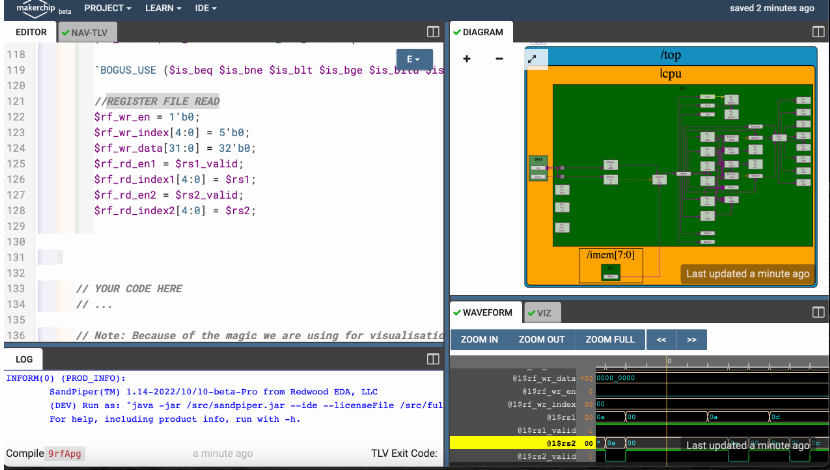 makerchip beta PROJECT LEARN IDE saved 2 minutes ago
EDITOR NAV-TLV
E
118
119 `BOGUS_USE ($is_beq $is_bne $is_blt $is_bge $is_bltu $is
120
121 //REGISTER FILE READ
122 $rf_wr_en = 1'b0;
123 $rf_wr_index[4:0] = 5'b0;
124 $rf_wr_data[31:0] = 32'b0;
125 $rf_rd_en1 = $rs1_valid;
126 $rf_rd_index1[4:0] = $rs1;
127 $rf_rd_en2 = $rs2_valid;
128 $rf_rd_index2[4:0] = $rs2;
129
130
131
132
133 // YOUR CODE HERE
134 // ...
135
136 // Note: Because of the magic we are using for visualisatio
LOG
INFORM(0) (PROD_INFO):
SandPiper(TM) 1.14-2022/10/10-beta-Pro from Redwood EDA, LLC
(DEV) Run as: "java -jar /src/sandpiper.jar --ide --licenseFile /src/ful
For help, including product info, run with -h.
Compile 9rfApg a minute ago TLV Exit Code:
DIAGRAM
+ −
/top
|cpu
/imem[7:0]
Last updated a minute ago
WAVEFORM VIZ
ZOOM IN ZOOM OUT ZOOM FULL << >>
0
@1$rf_wr_data 0000_0000
@1$rf_wr_en
@1$rf_wr_index 00
@1$rs1 00 0a 00 0a 0d
@1$rs1_valid
@1$rs2 00 0a 00
@1$rs2_valid
Last updated a minute ago